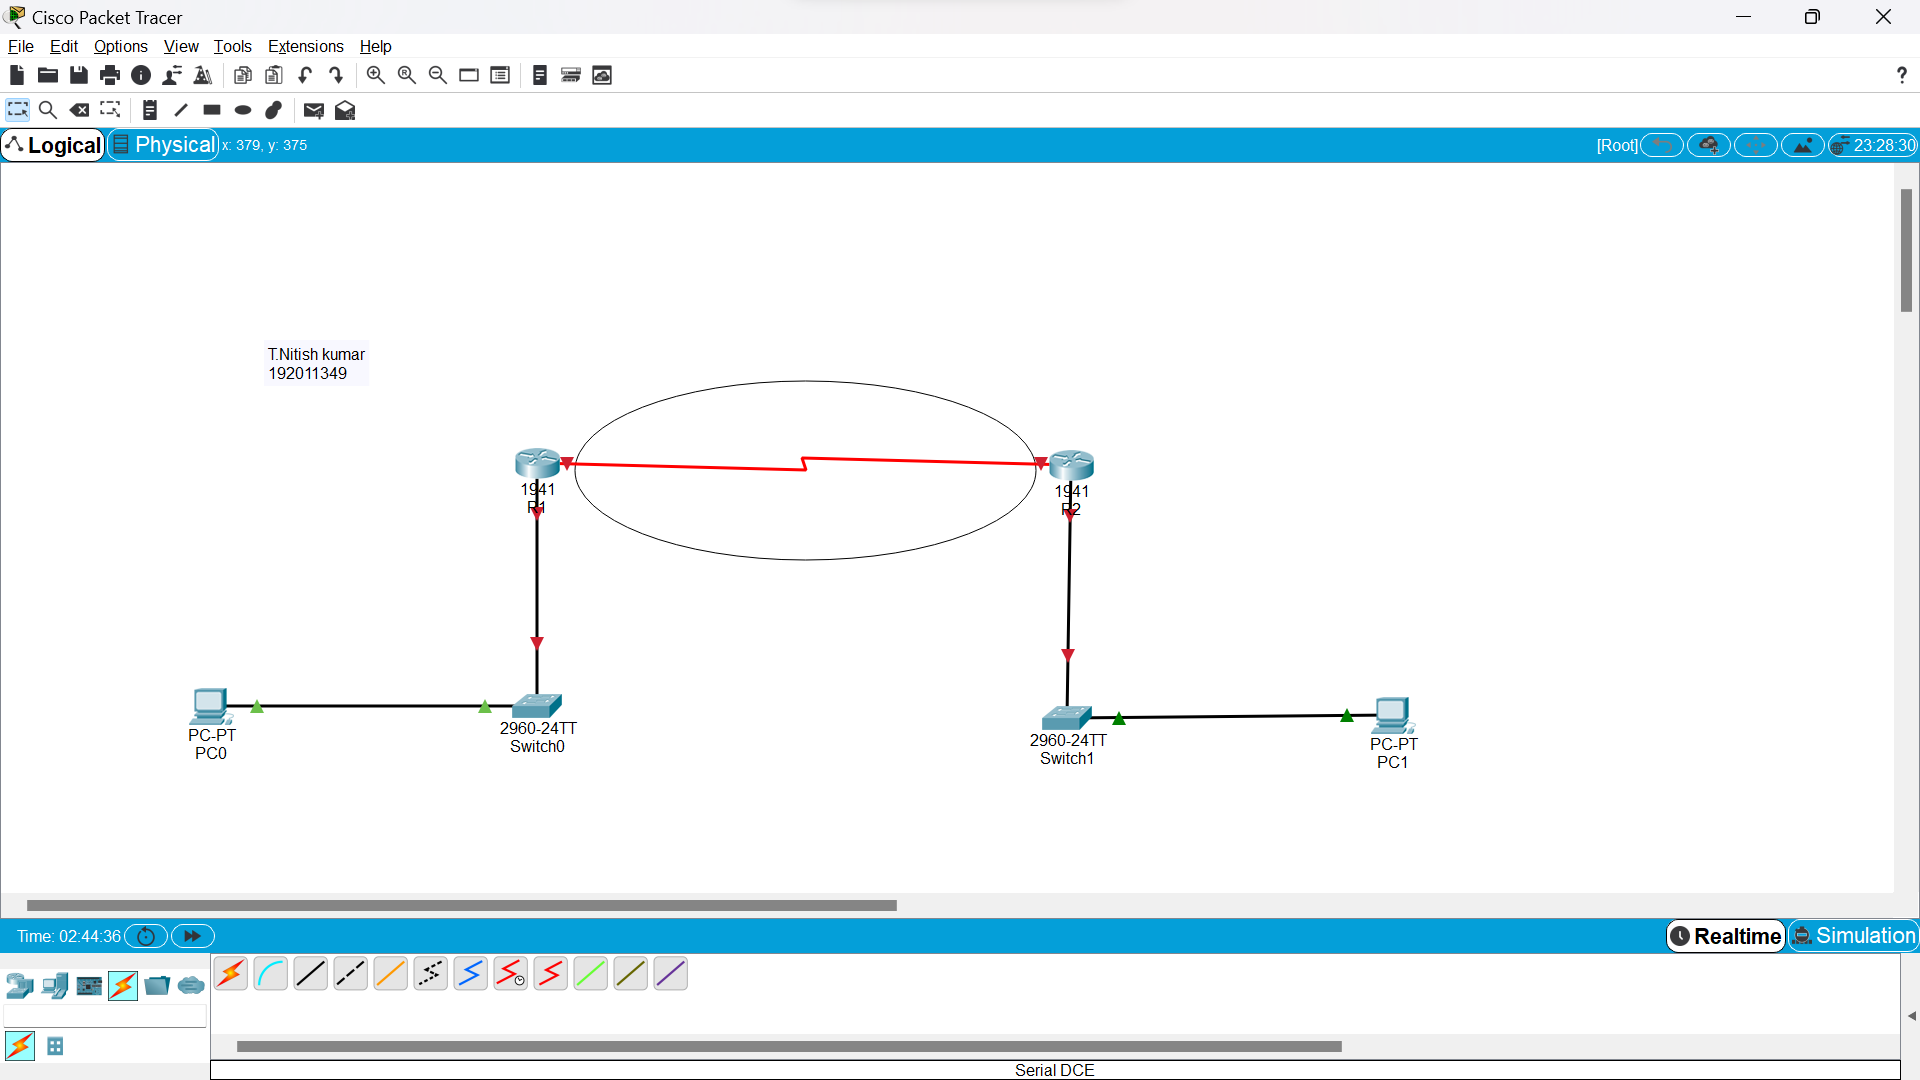 Cisco Packet Tracer
File Edit Options View Tools Extensions Help
?
Logical Physical x: 379, y: 375 [Root] 23:28:30
T.Nitish kumar
192011349
1941
R1
1941
R2
PC-PT
PC0
2960-24TT
Switch0
2960-24TT
Switch1
PC-PT
PC1
Time: 02:44:36 Realtime Simulation
Serial DCE